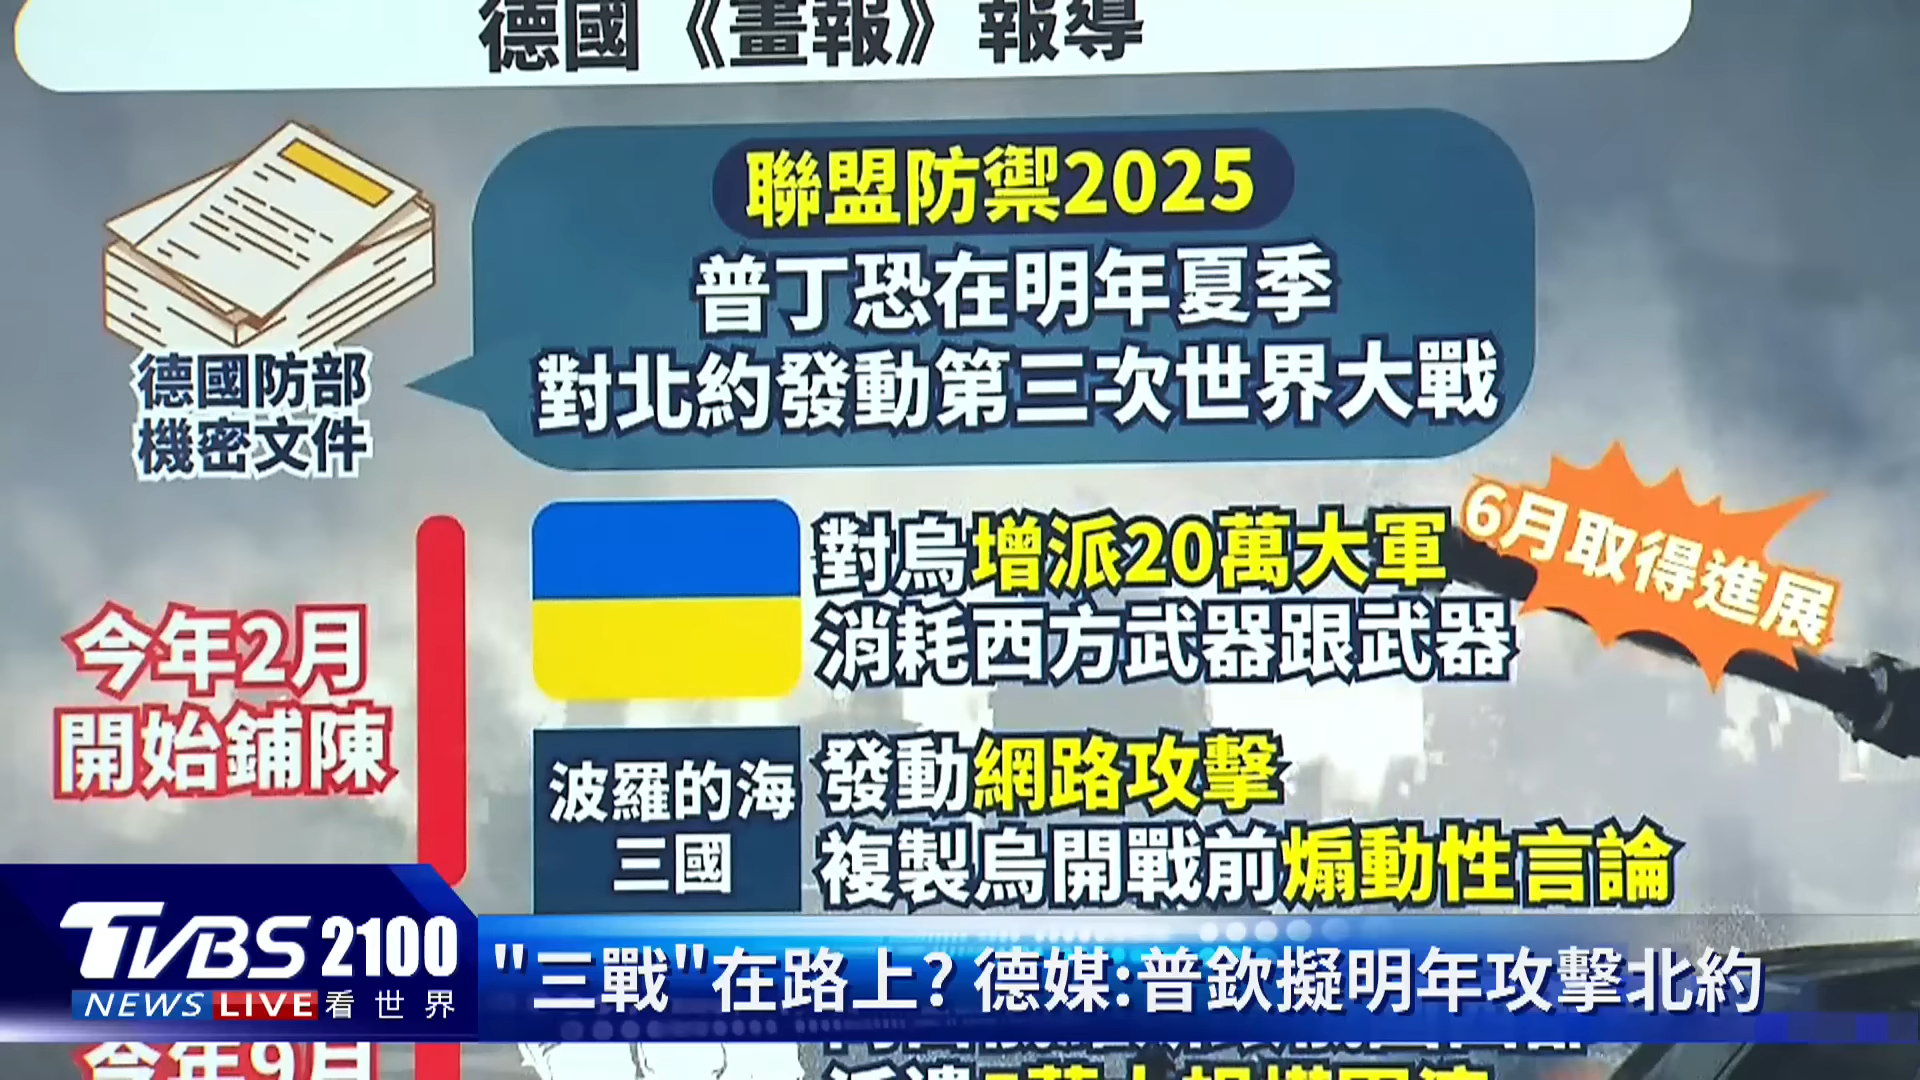 德國《畫報》報導
聯盟防禦2025
普丁恐在明年夏季
對北約發動第三次世界大戰
德國防部
機密文件
今年2月
開始鋪陳
對烏增派20萬大軍
消耗西方武器跟武器
6月取得進展
波羅的海
三國
發動網路攻擊
複製烏開戰前煽動性言論
TVBS 2100
NEWS LIVE 看世界
"三戰"在路上? 德媒:普欽擬明年攻擊北約
今年9月